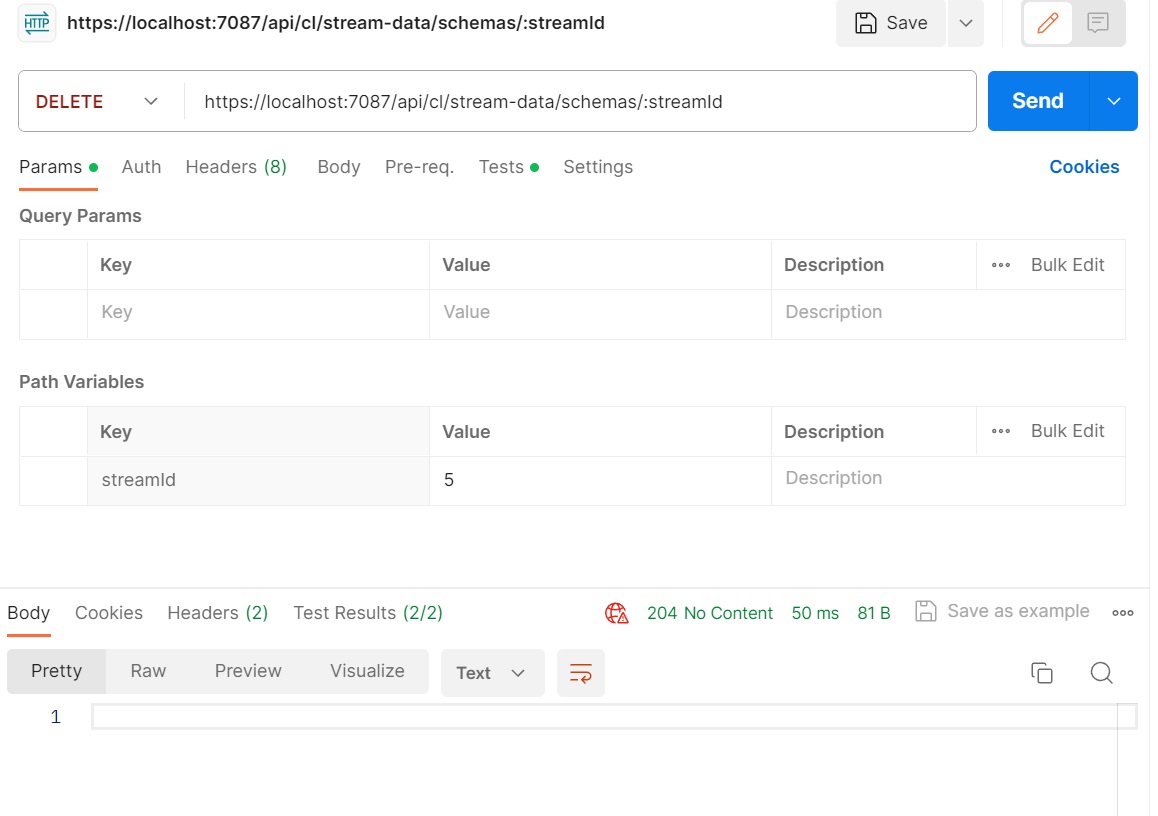 HTTP https://localhost:7087/api/cl/stream-data/schemas/:streamId Save
DELETE https://localhost:7087/api/cl/stream-data/schemas/:streamId Send
Params Auth Headers (8) Body Pre-req. Tests Settings Cookies
Query Params
Key Value Description Bulk Edit
Key Value Description
Path Variables
Key Value Description Bulk Edit
streamId 5 Description
Body Cookies Headers (2) Test Results (2/2) 204 No Content 50 ms 81 B Save as example
Pretty Raw Preview Visualize Text
1